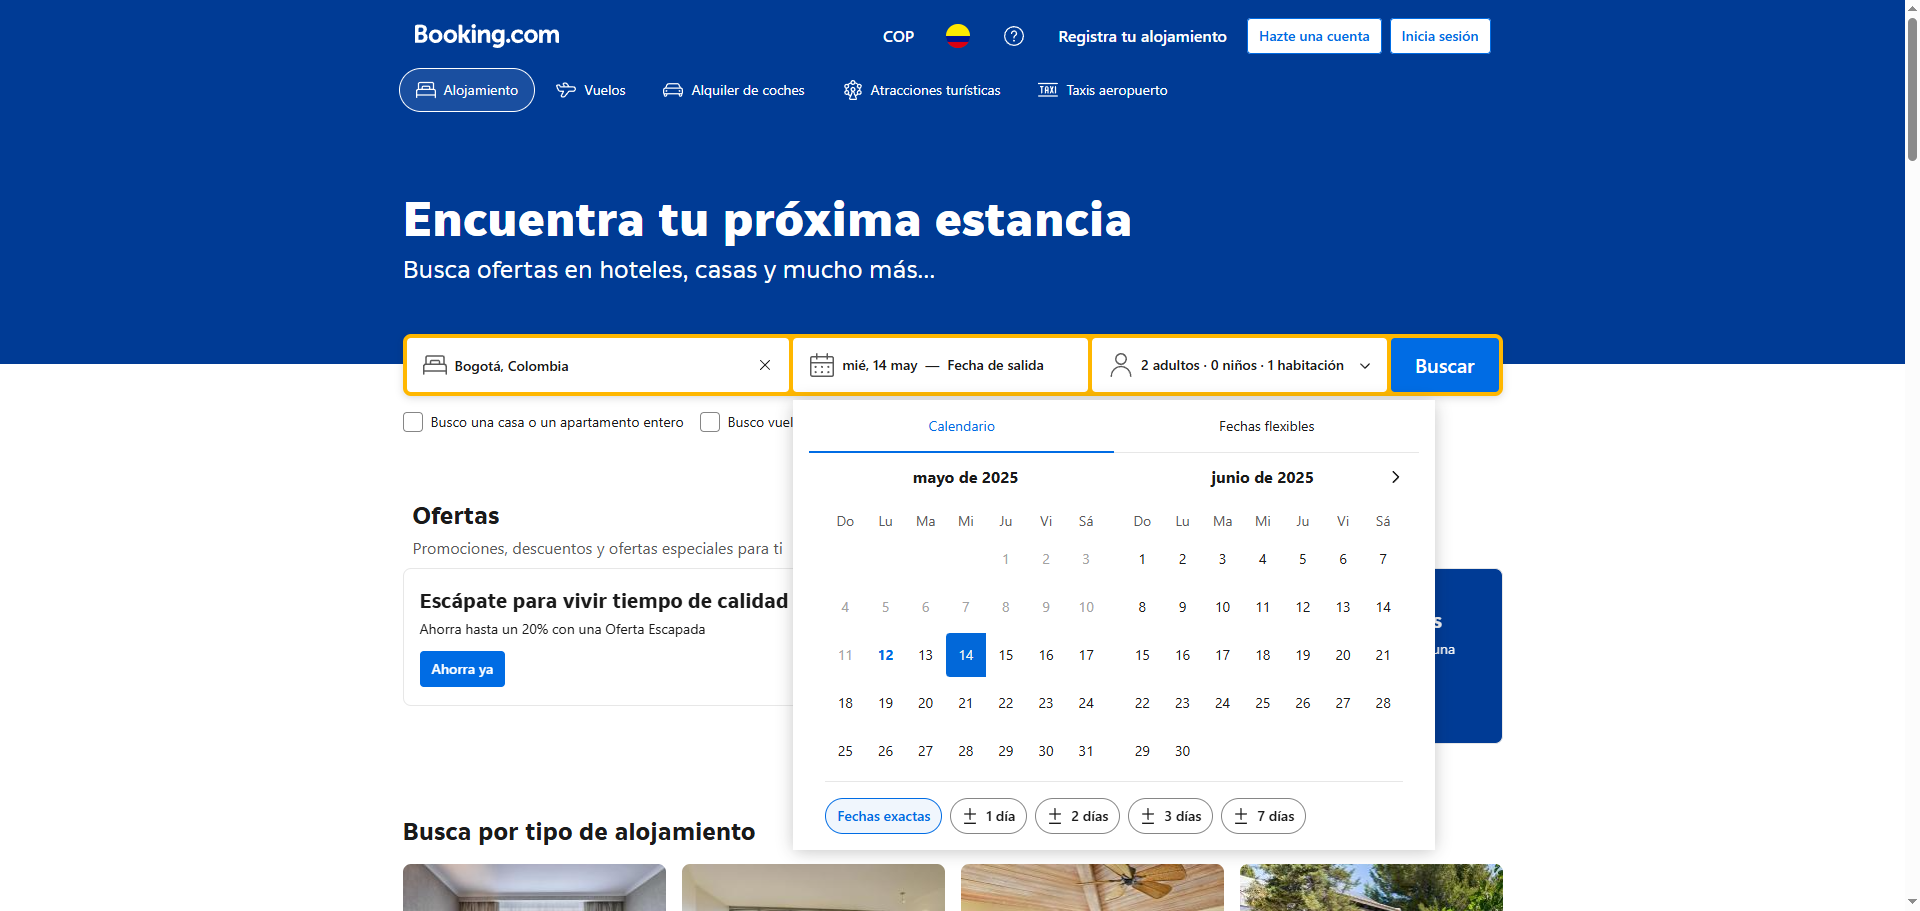 Booking.com
COP
Registra tu alojamiento
Hazte una cuenta
Inicia sesión
Alojamiento
Vuelos
Alquiler de coches
Atracciones turísticas
TAXI
Taxis aeropuerto
Encuentra tu próxima estancia
Busca ofertas en hoteles, casas y mucho más...
Bogotá, Colombia
mié, 14 may — Fecha de salida
2 adultos · 0 niños · 1 habitación
Buscar
Busco una casa o un apartamento entero
Busco vuel
Calendario
Fechas flexibles
mayo de 2025
Do Lu Ma Mi Ju Vi Sá
1 2 3
4 5 6 7 8 9 10
11 12 13 14 15 16 17
18 19 20 21 22 23 24
25 26 27 28 29 30 31
junio de 2025
Do Lu Ma Mi Ju Vi Sá
1 2 3 4 5 6 7
8 9 10 11 12 13 14
15 16 17 18 19 20 21
22 23 24 25 26 27 28
29 30
Fechas exactas
± 1 día
± 2 días
± 3 días
± 7 días
Ofertas
Promociones, descuentos y ofertas especiales para ti
Escápate para vivir tiempo de calidad
Ahorra hasta un 20% con una Oferta Escapada
Ahorra ya
s
una
Busca por tipo de alojamiento